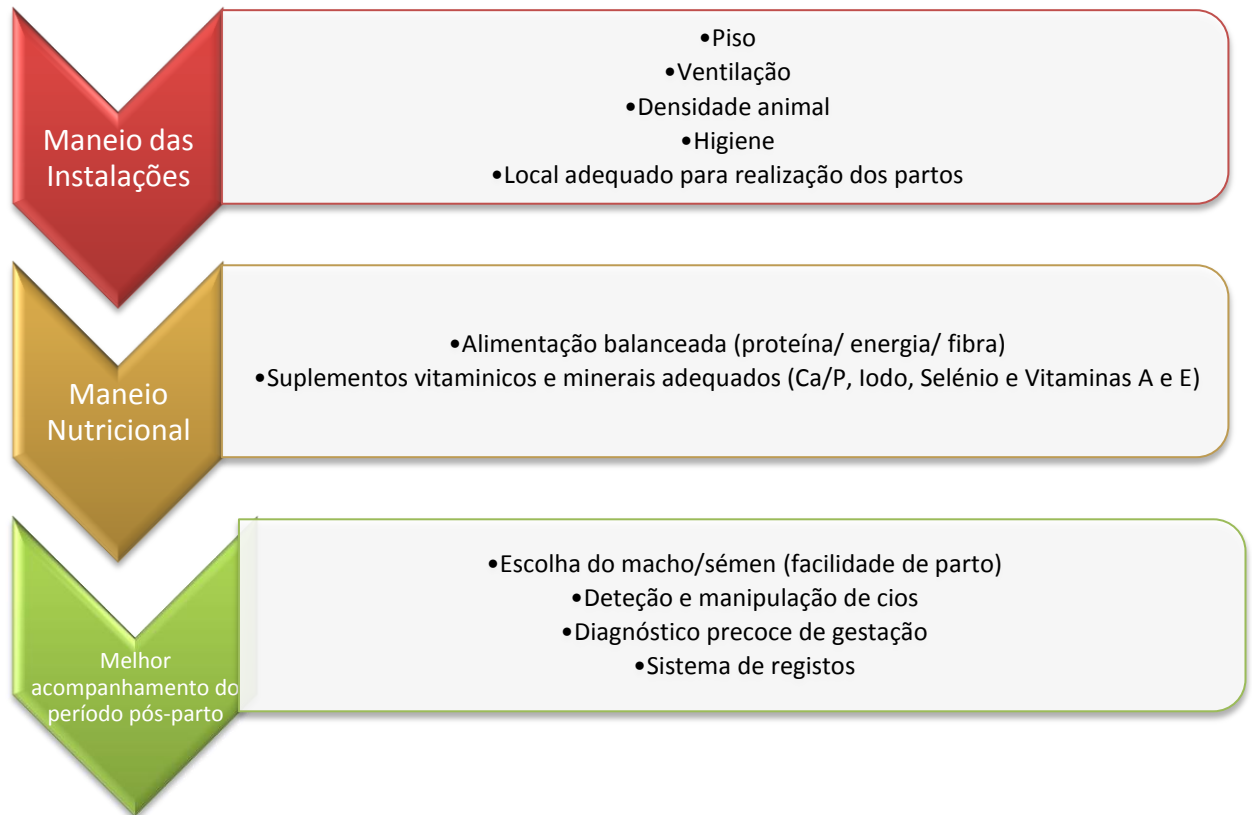 Maneio das
Instalações
•Piso
•Ventilação
•Densidade animal
•Higiene
•Local adequado para realização dos partos
Maneio
Nutricional
•Alimentação balanceada (proteína/ energia/ fibra)
•Suplementos vitaminicos e minerais adequados (Ca/P, Iodo, Selénio e Vitaminas A e E)
Melhor
acompanhamento do
período pós-parto
•Escolha do macho/sémen (facilidade de parto)
•Deteção e manipulação de cios
•Diagnóstico precoce de gestação
•Sistema de registos